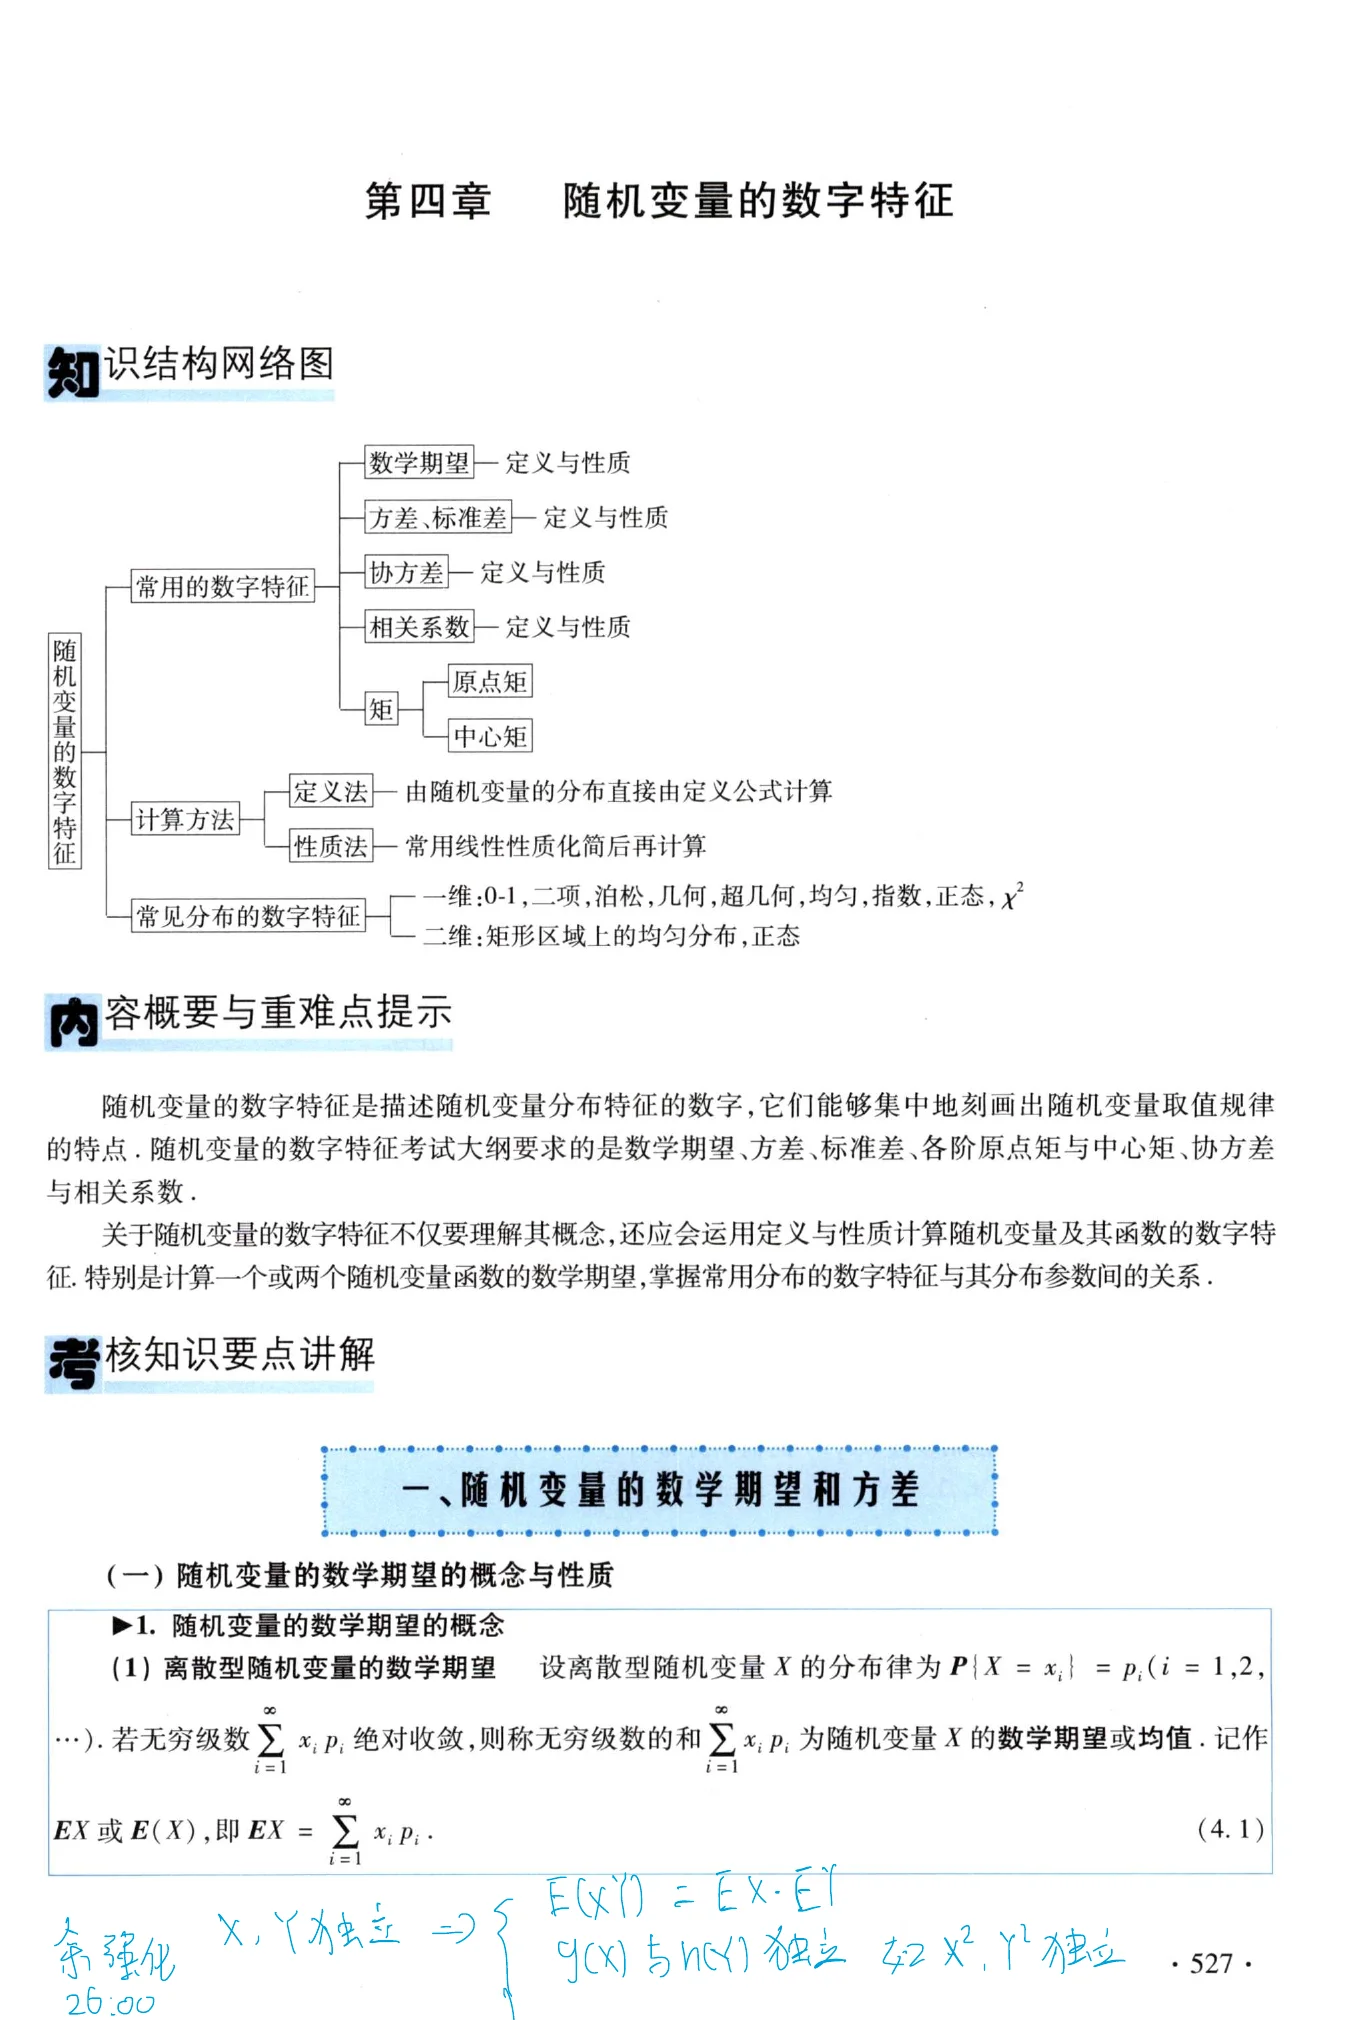 第四章 随机变量的数字特征
知识结构网络图
数学期望 — 定义与性质
方差、标准差 — 定义与性质
常用的数字特征
协方差 — 定义与性质
相关系数 — 定义与性质
矩
原点矩
中心矩
随机变量的数字特征
计算方法
定义法 — 由随机变量的分布直接由定义公式计算
性质法 — 常用线性性质化简后再计算
常见分布的数字特征
一维:0-1,二项,泊松,几何,超几何,均匀,指数,正态,χ²
二维:矩形区域上的均匀分布,正态
内容概要与重难点提示
随机变量的数字特征是描述随机变量分布特征的数字,它们能够集中地刻画出随机变量取值规律
的特点.随机变量的数字特征考试大纲要求的是数学期望、方差、标准差、各阶原点矩与中心矩、协方差
与相关系数.
关于随机变量的数字特征不仅要理解其概念,还应会运用定义与性质计算随机变量及其函数的数字特
征.特别是计算一个或两个随机变量函数的数学期望,掌握常用分布的数字特征与其分布参数间的关系.
考核知识要点讲解
一、随机变量的数学期望和方差
(一) 随机变量的数学期望的概念与性质
▶1. 随机变量的数学期望的概念
(1) 离散型随机变量的数学期望 设离散型随机变量 X 的分布律为 P{X = xᵢ} = pᵢ(i = 1,2,
…).若无穷级数 ∑_{i=1}^{∞} xᵢpᵢ 绝对收敛,则称无穷级数的和 ∑_{i=1}^{∞} xᵢpᵢ 为随机变量 X 的数学期望或均值.记作
EX 或 E(X),即 EX = ∑_{i=1}^{∞} xᵢpᵢ. (4.1)
X, Y独立 ⇒ { E(XY) = EX·EY
g(X)与h(Y)独立 如 X², Y²独立
余强化
26:00
· 527 ·